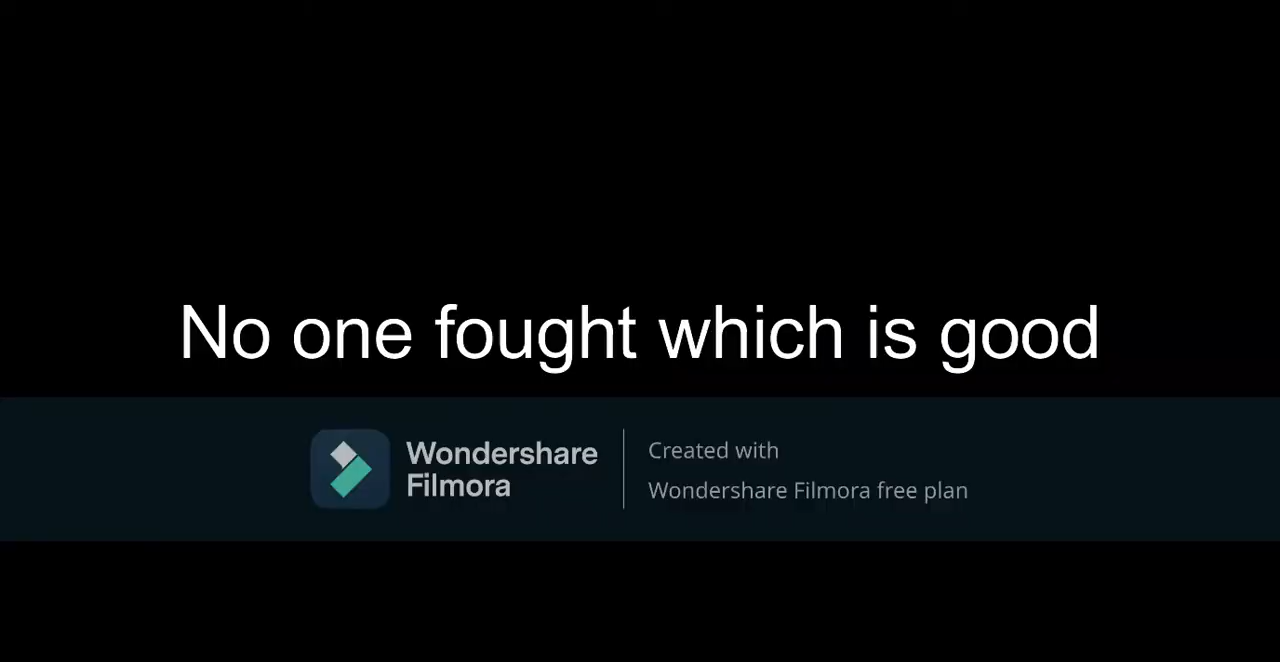 No one fought which is good
Wondershare
Filmora
Created with
Wondershare Filmora free plan